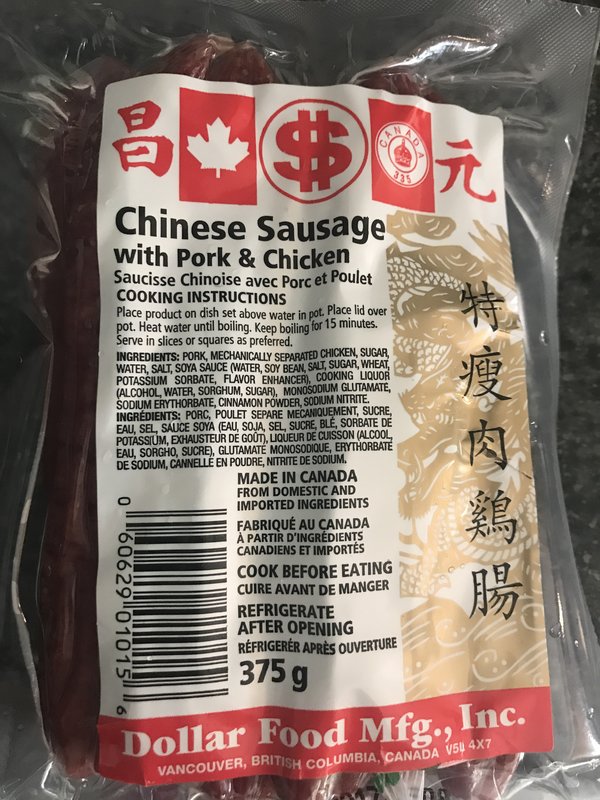 昌 $ CANADA 335 元
Chinese Sausage
with Pork & Chicken
Saucisse Chinoise avec Porc et Poulet
COOKING INSTRUCTIONS
Place product on dish set above water in pot. Place lid over
pot. Heat water until boiling. Keep boiling for 15 minutes.
Serve in slices or squares as preferred.
INGREDIENTS: PORK, MECHANICALLY SEPARATED CHICKEN, SUGAR,
WATER, SALT, SOYA SAUCE (WATER, SOY BEAN, SALT, SUGAR, WHEAT,
POTASSIUM SORBATE, FLAVOR ENHANCER), COOKING LIQUOR
(ALCOHOL, WATER, SORGHUM, SUGAR), MONOSODIUM GLUTAMATE,
SODIUM ERYTHORBATE, CINNAMON POWDER, SODIUM NITRITE.
INGRÉDIENTS: PORC, POULET SEPARE MECANIQUEMENT, SUCRE,
EAU, SEL, SAUCE SOYA (EAU, SOJA, SEL, SUCRE, BLÉ, SORBATE DE
POTASSIUM, EXHAUSTEUR DE GOÛT), LIQUEUR DE CUISSON (ALCOOL,
EAU, SORGHO, SUCRE), GLUTAMATE MONOSODIQUE, ERYTHORBATE
DE SODIUM, CANNELLE EN POUDRE, NITRITE DE SODIUM.
特瘦肉鷄腸
MADE IN CANADA
FROM DOMESTIC AND
IMPORTED INGREDIENTS
FABRIQUÉ AU CANADA
À PARTIR D'INGRÉDIENTS
CANADIENS ET IMPORTÉS
COOK BEFORE EATING
CUIRE AVANT DE MANGER
REFRIGERATE
AFTER OPENING
RÉFRIGERÉR APRÈS OUVERTURE
375 g
0 60629 01015 6
Dollar Food Mfg., Inc.
VANCOUVER, BRITISH COLUMBIA, CANADA V5L 4X7